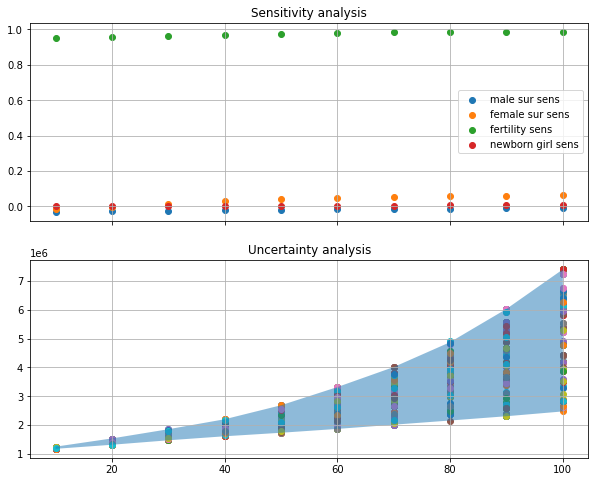 Sensitivity analysis
1.0
0.8
0.6
0.4
0.2
0.0
male sur sens
female sur sens
fertility sens
newborn girl sens
1e6
Uncertainty analysis
7
6
5
4
3
2
1
20
40
60
80
100